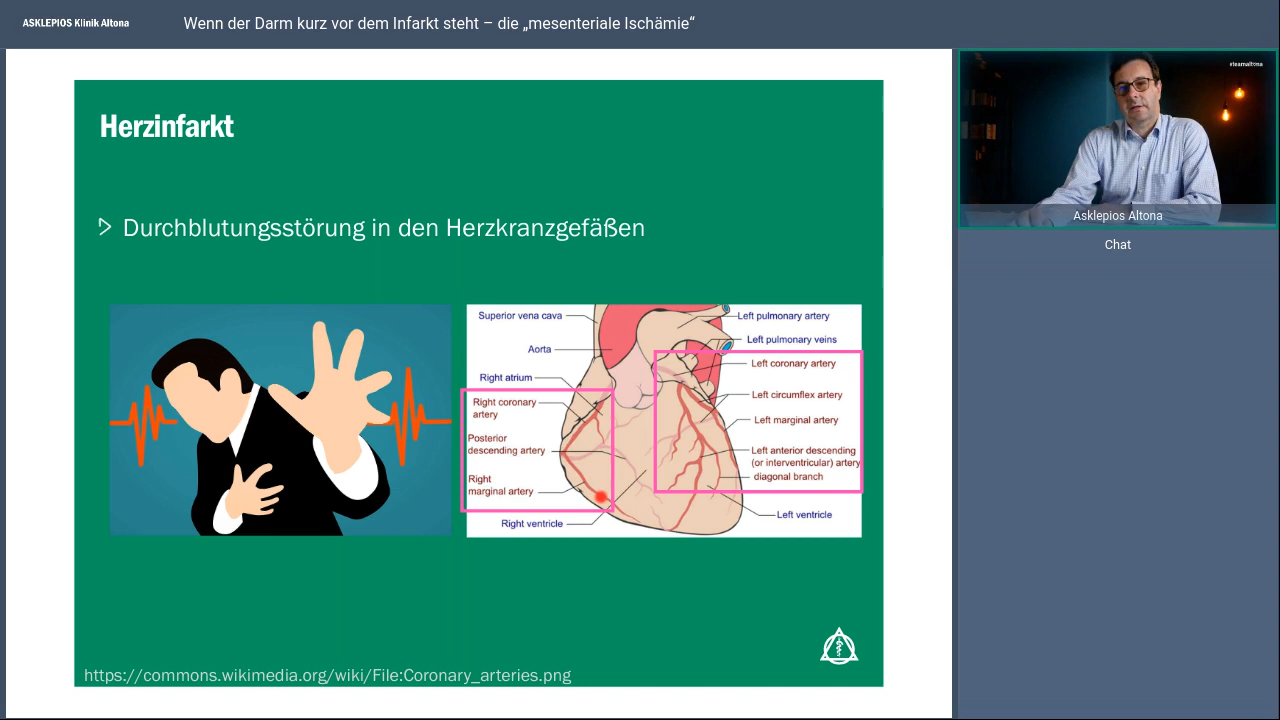 ASKLEPIOS Klinik Altona
Wenn der Darm kurz vor dem Infarkt steht – die „mesenteriale Ischämie“
#teamaltona
Asklepios Altona
Chat
Herzinfarkt
Durchblutungsstörung in den Herzkranzgefäßen
Superior vena cava
Aorta
Right atrium
Right coronary
artery
Posterior
descending artery
Right
marginal artery
Right ventricle
Left pulmonary artery
Left pulmonary veins
Left coronary artery
Left circumflex artery
Left marginal artery
Left anterior descending
(or interventricular) artery
diagonal branch
Left ventricle
https://commons.wikimedia.org/wiki/File:Coronary_arteries.png